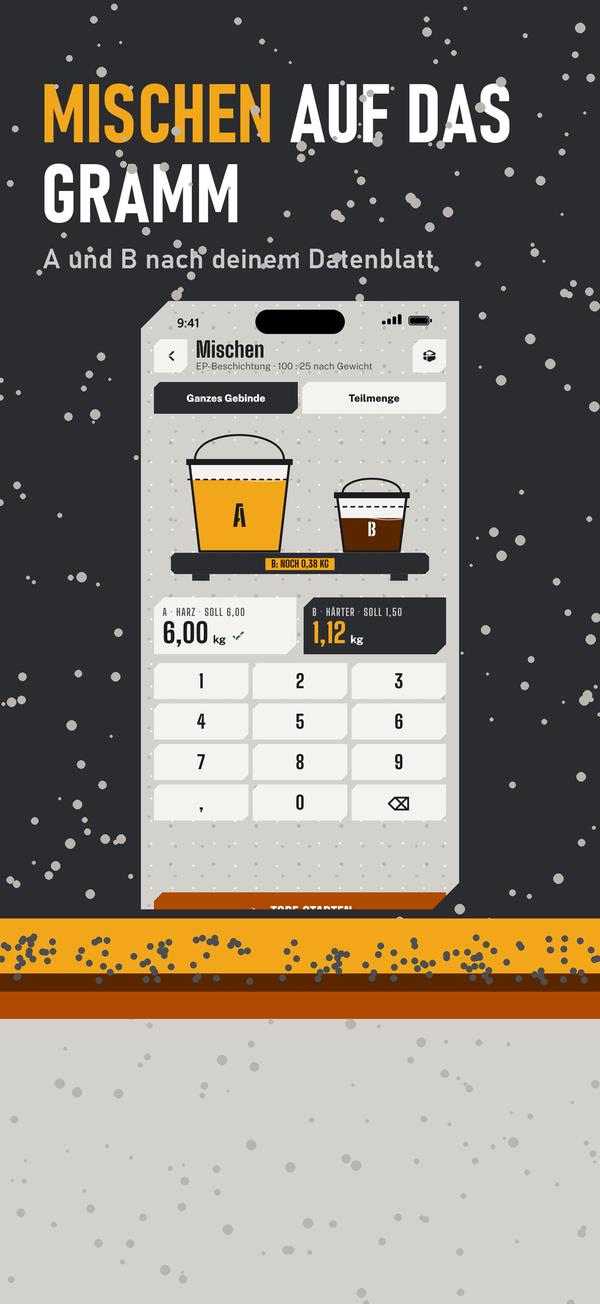 MISCHEN AUF DAS
GRAMM
A und B nach deinem Datenblatt
9:41
Mischen
EP-Beschichtung · 100 : 25 nach Gewicht
Ganzes Gebinde
Teilmenge
A
B
B: NOCH 0,38 KG
A · HARZ · SOLL 6,00
6,00 kg
B · HÄRTER · SOLL 1,50
1,12 kg
1 2 3
4 5 6
7 8 9
, 0